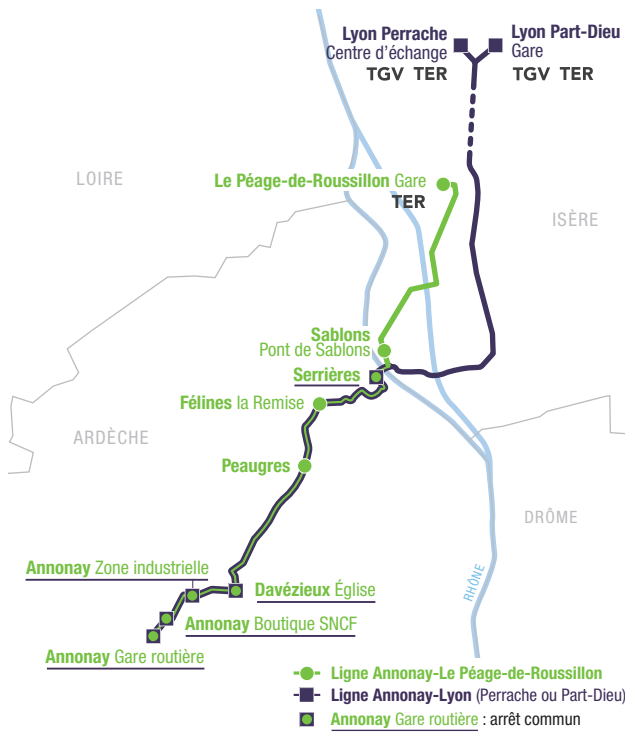 Lyon Perrache
Centre d'échange
TGV TER
Lyon Part-Dieu
Gare
TGV TER
LOIRE
Le Péage-de-Roussillon Gare
TER
ISÈRE
Sablons
Pont de Sablons
Serrières
Félines la Remise
ARDÈCHE
Peaugres
DRÔME
Annonay Zone industrielle
Davézieux Église
RHÔNE
Annonay Boutique SNCF
Annonay Gare routière
Ligne Annonay-Le Péage-de-Roussillon
Ligne Annonay-Lyon (Perrache ou Part-Dieu)
Annonay Gare routière : arrêt commun